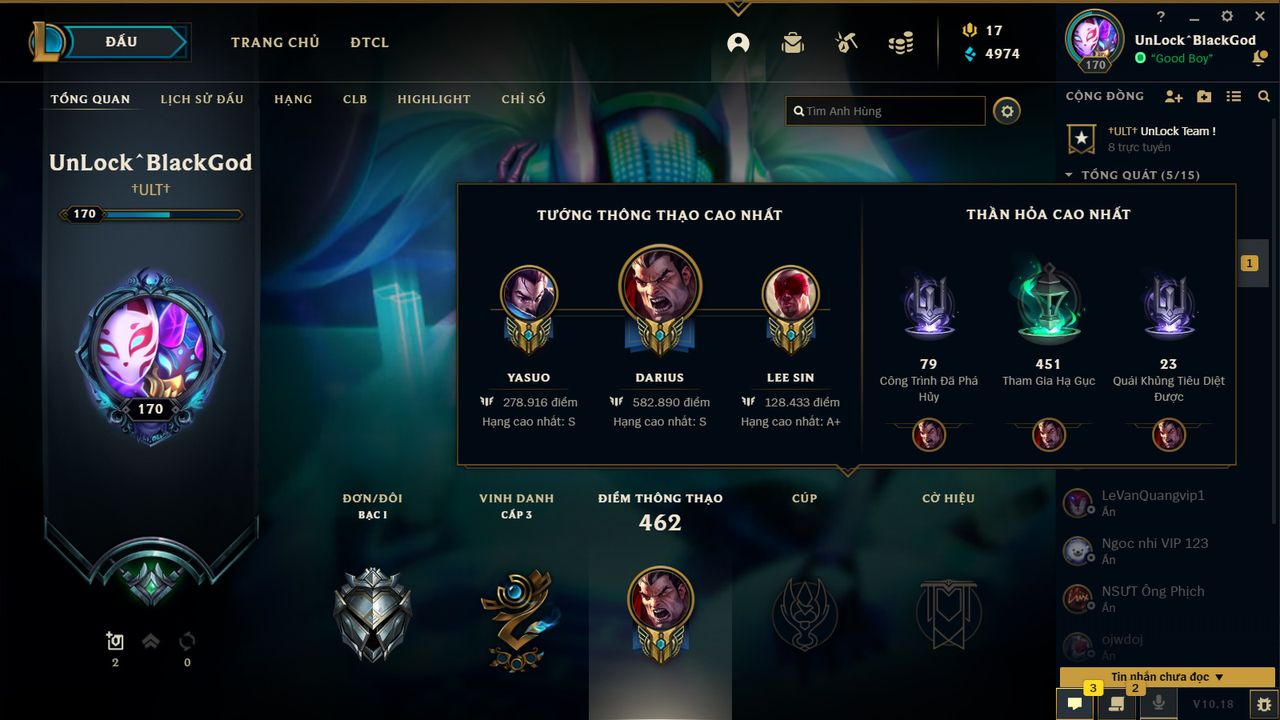 ĐẤU
TRANG CHỦ
ĐTCL
17
4974
?
UnLock^BlackGod
"Good Boy"
170
TỔNG QUAN
LỊCH SỬ ĐẤU
HẠNG
CLB
HIGHLIGHT
CHỈ SỐ
Tìm Anh Hùng
CỘNG ĐỒNG
†ULT† UnLock Team !
8 trực tuyến
TỔNG QUÁT (5/15)
1
UnLock^BlackGod
†ULT†
170
170
2
0
TƯỚNG THÔNG THẠO CAO NHẤT
YASUO
278.916 điểm
Hạng cao nhất: S
DARIUS
582.890 điểm
Hạng cao nhất: S
LEE SIN
128.433 điểm
Hạng cao nhất: A+
THẦN HỎA CAO NHẤT
79
Công Trình Đã Phá
Hủy
451
Tham Gia Hạ Gục
23
Quái Khủng Tiêu Diệt
Được
ĐƠN/ĐÔI
BẠC I
VINH DANH
CẤP 3
ĐIỂM THÔNG THẠO
462
CÚP
CỜ HIỆU
LeVanQuangvip1
Ẩn
Ngoc nhi VIP 123
Ẩn
NSƯT Ông Phịch
Ẩn
ojwdoj
Ẩn
Tin nhắn chưa đọc
3
2
V10.18